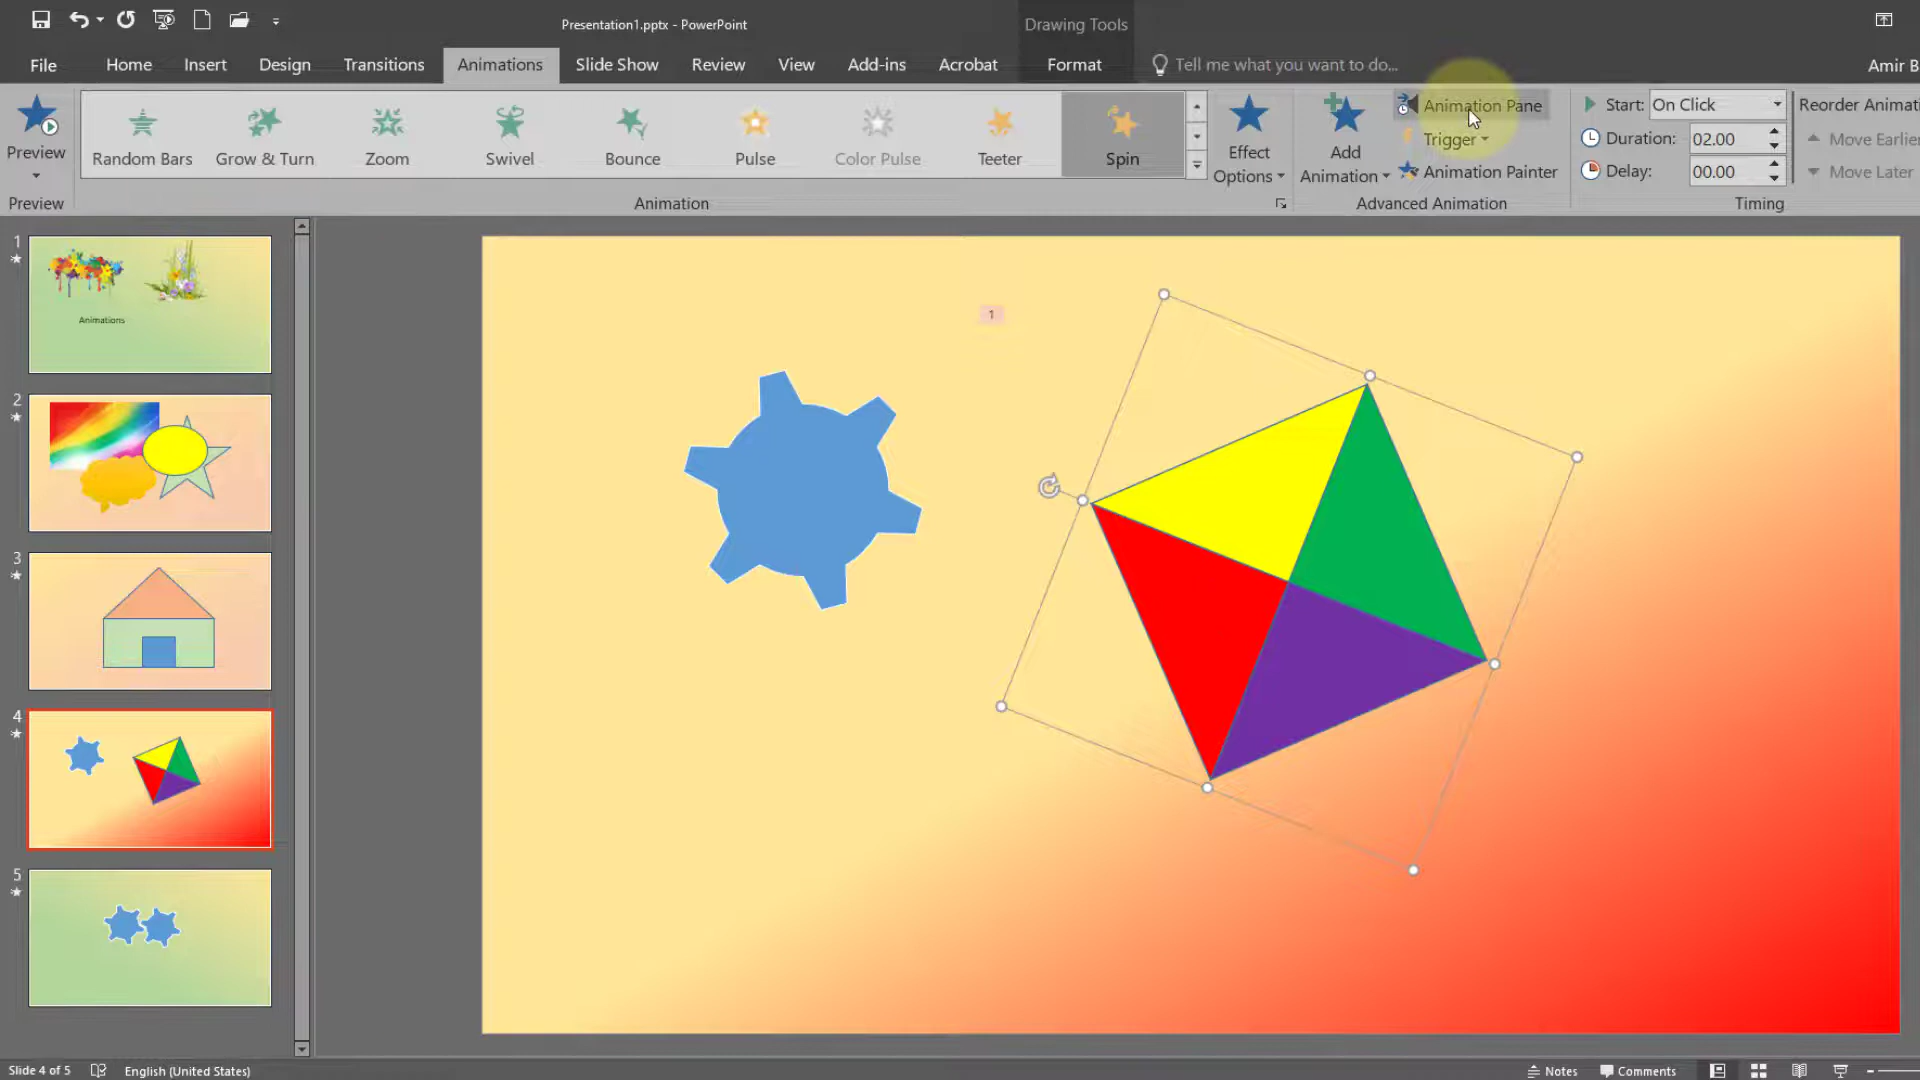 Presentation1.pptx - PowerPoint
Drawing Tools
File
Home
Insert
Design
Transitions
Animations
Slide Show
Review
View
Add-ins
Acrobat
Format
Tell me what you want to do...
Amir B
Preview
Random Bars
Grow & Turn
Zoom
Swivel
Bounce
Pulse
Color Pulse
Teeter
Spin
Effect
Options
Add
Animation
Animation Pane
Trigger
Animation Painter
Start: On Click
Duration: 02.00
Delay: 00.00
Reorder Animati
Move Earlie
Move Later
Preview
Animation
Advanced Animation
Timing
1
Animations
2
3
4
5
1
Slide 4 of 5
English (United States)
Notes
Comments